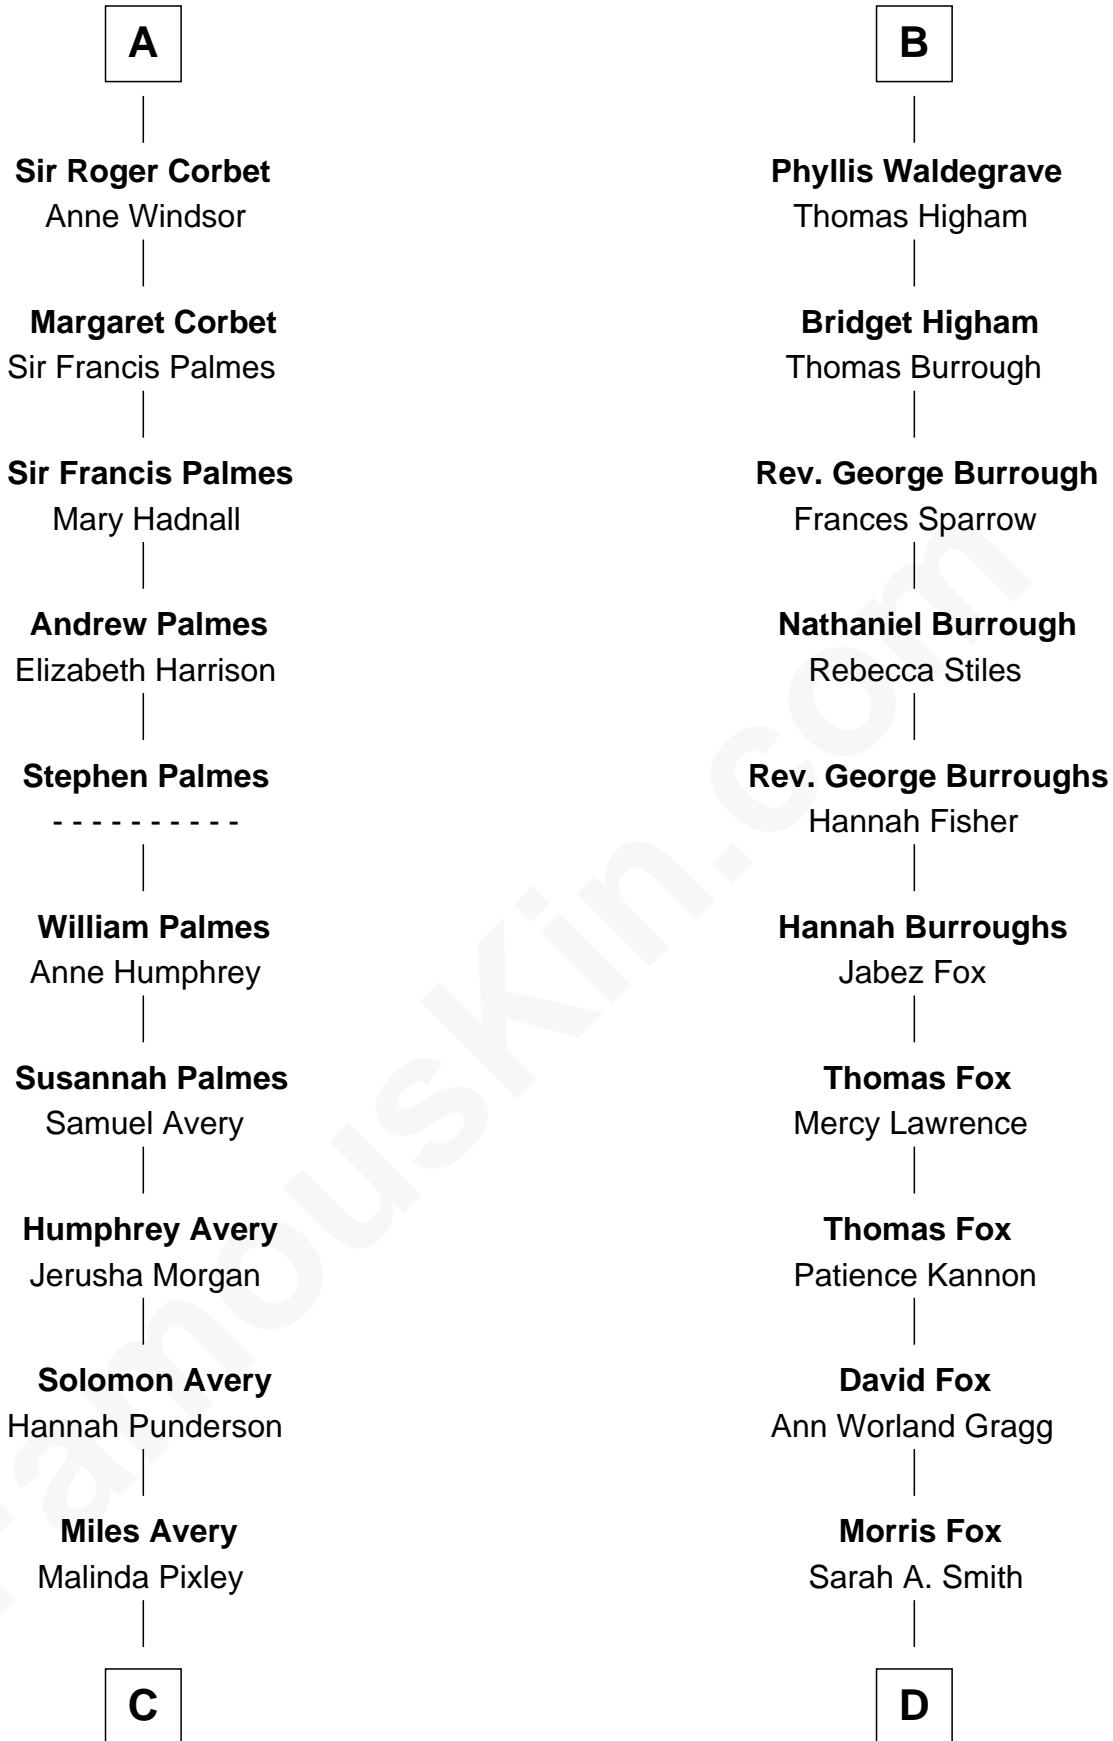 A
Sir Roger Corbet
Anne Windsor
Margaret Corbet
Sir Francis Palmes
Sir Francis Palmes
Mary Hadnall
Andrew Palmes
Elizabeth Harrison
Stephen Palmes
- - - - - - - - - -
William Palmes
Anne Humphrey
Susannah Palmes
Samuel Avery
Humphrey Avery
Jerusha Morgan
Solomon Avery
Hannah Punderson
Miles Avery
Malinda Pixley
C
B
Phyllis Waldegrave
Thomas Higham
Bridget Higham
Thomas Burrough
Rev. George Burrough
Frances Sparrow
Nathaniel Burrough
Rebecca Stiles
Rev. George Burroughs
Hannah Fisher
Hannah Burroughs
Jabez Fox
Thomas Fox
Mercy Lawrence
Thomas Fox
Patience Kannon
David Fox
Ann Worland Gragg
Morris Fox
Sarah A. Smith
D
FamousKin.com